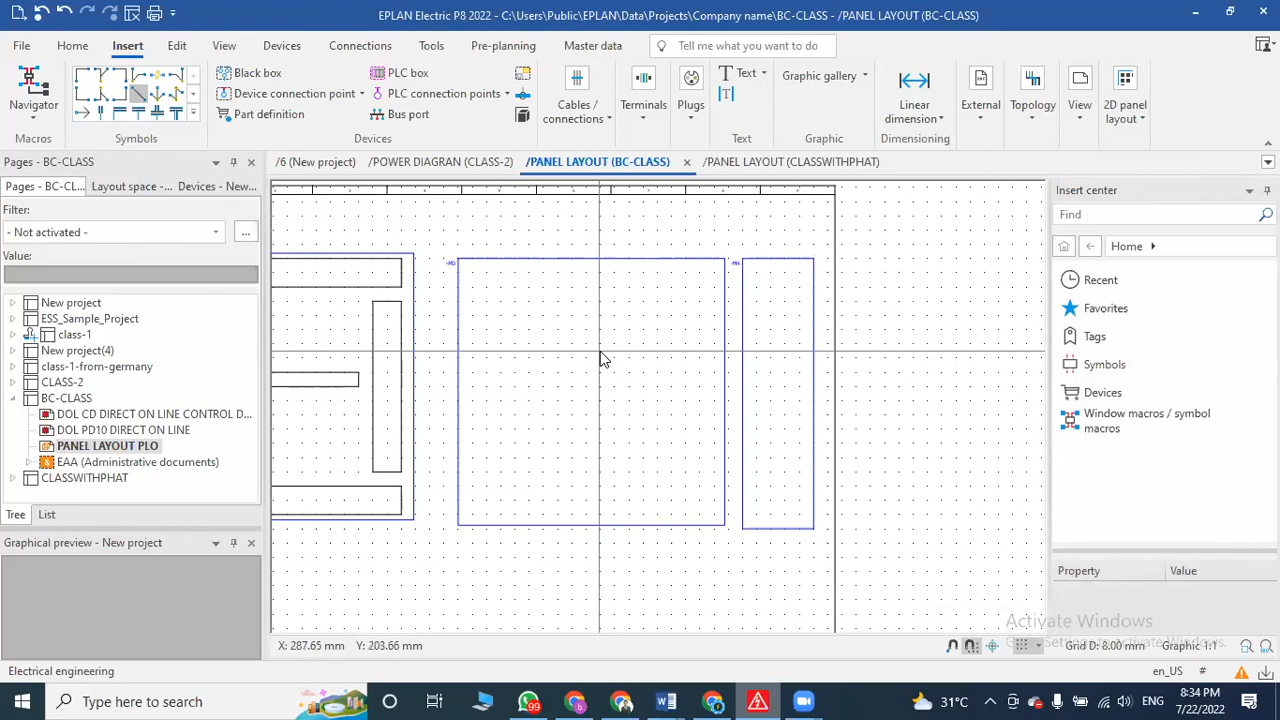 EPLAN Electric P8 2022 - C:\Users\Public\EPLAN\Data\Projects\Company name\BC-CLASS - /PANEL LAYOUT (BC-CLASS)
File Home Insert Edit View Devices Connections Tools Pre-planning Master data Tell me what you want to do
Navigator
Macros
Symbols
Black box
Device connection point
Part definition
PLC box
PLC connection points
Bus port
Devices
Cables / connections
Terminals
Plugs
Text
Text
Graphic gallery
Graphic
Linear dimension
Dimensioning
External
Topology
View
2D panel layout
Pages - BC-CLASS
/6 (New project) /POWER DIAGRAN (CLASS-2) /PANEL LAYOUT (BC-CLASS) /PANEL LAYOUT (CLASSWITHPHAT)
Pages - BC-CL... Layout space -... Devices - New...
Filter:
- Not activated -
...
Value:
New project
ESS_Sample_Project
class-1
New project(4)
class-1-from-germany
CLASS-2
BC-CLASS
DOL CD DIRECT ON LINE CONTROL D...
DOL PD10 DIRECT ON LINE
PANEL LAYOUT PLO
EAA (Administrative documents)
CLASSWITHPHAT
Tree List
Graphical preview - New project
Insert center
Find
Home
Recent
Favorites
Tags
Symbols
Devices
Window macros / symbol
macros
Property Value
Activate Windows
Go to Settings to activate Windows.
X: 287.65 mm Y: 203.66 mm
Grid D: 8.00 mm Graphic 1:1
Electrical engineering
en_US #
Type here to search
99
31°C ENG
8:34 PM
7/22/2022